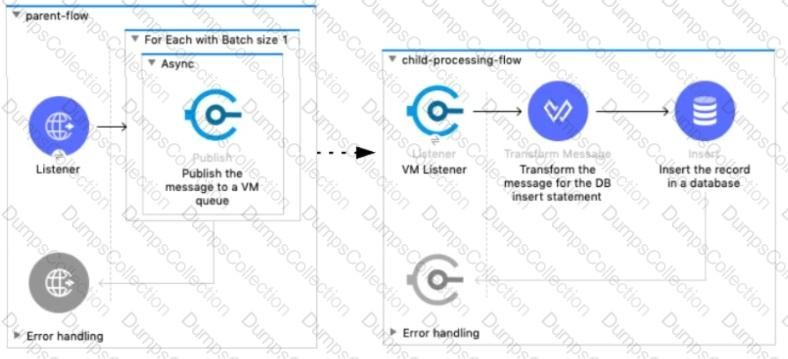 parent-flow
For Each with Batch size 1
Async
Listener
Publish
Publish the
message to a VM
queue
Error handling
child-processing-flow
Listener
VM Listener
Transform Message
Transform the
message for the DB
insert statement
Insert
Insert the record
in a database
Error handling
DumpsCollection